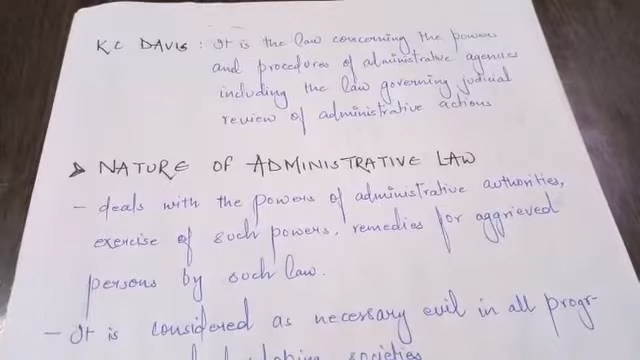 KC DAVIS : It is the law concerning the powers
and procedures of administrative agencies
including the law governing judicial
review of administrative actions
➤ NATURE OF ADMINISTRATIVE LAW
- deals with the powers of administrative authorities,
exercise of such powers, remedies for aggrieved
persons by such law.
- It is considered as necessary evil in all progr-
societies